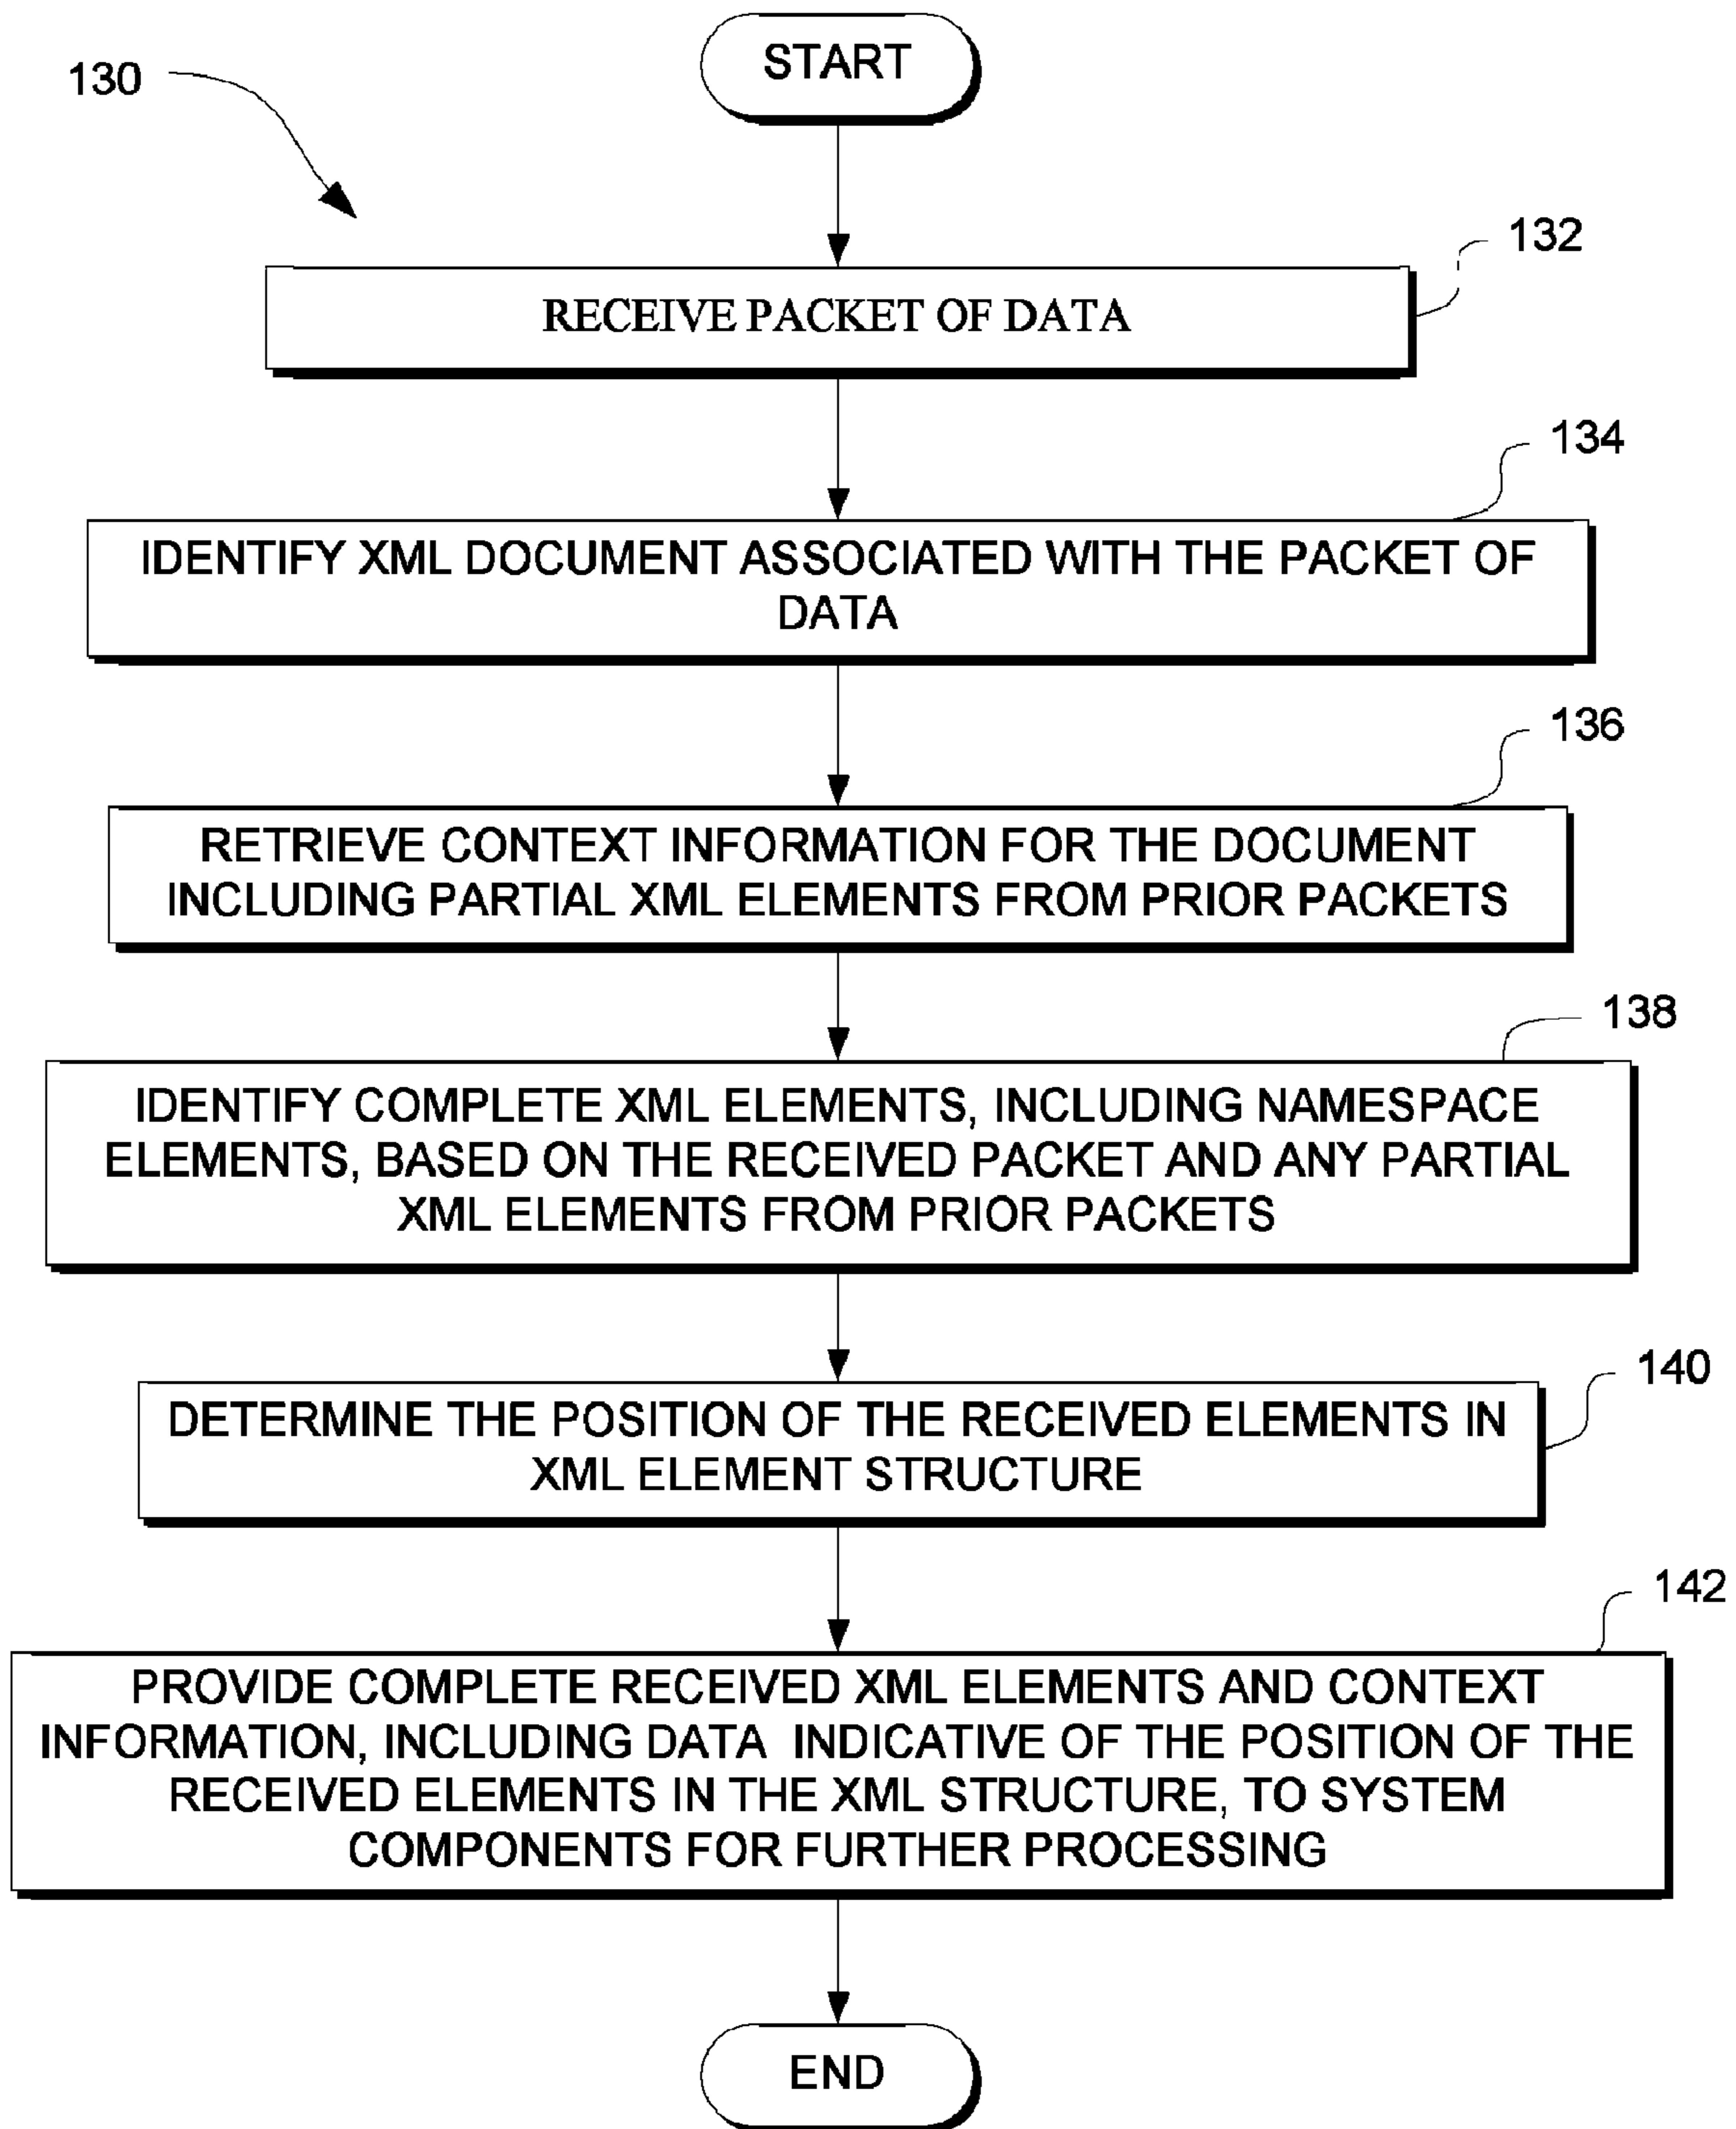 START
130
132
RECEIVE PACKET OF DATA
134
IDENTIFY XML DOCUMENT ASSOCIATED WITH THE PACKET OF
DATA
136
RETRIEVE CONTEXT INFORMATION FOR THE DOCUMENT
INCLUDING PARTIAL XML ELEMENTS FROM PRIOR PACKETS
138
IDENTIFY COMPLETE XML ELEMENTS, INCLUDING NAMESPACE
ELEMENTS, BASED ON THE RECEIVED PACKET AND ANY PARTIAL
XML ELEMENTS FROM PRIOR PACKETS
140
DETERMINE THE POSITION OF THE RECEIVED ELEMENTS IN
XML ELEMENT STRUCTURE
142
PROVIDE COMPLETE RECEIVED XML ELEMENTS AND CONTEXT
INFORMATION, INCLUDING DATA INDICATIVE OF THE POSITION OF THE
RECEIVED ELEMENTS IN THE XML STRUCTURE, TO SYSTEM
COMPONENTS FOR FURTHER PROCESSING
END